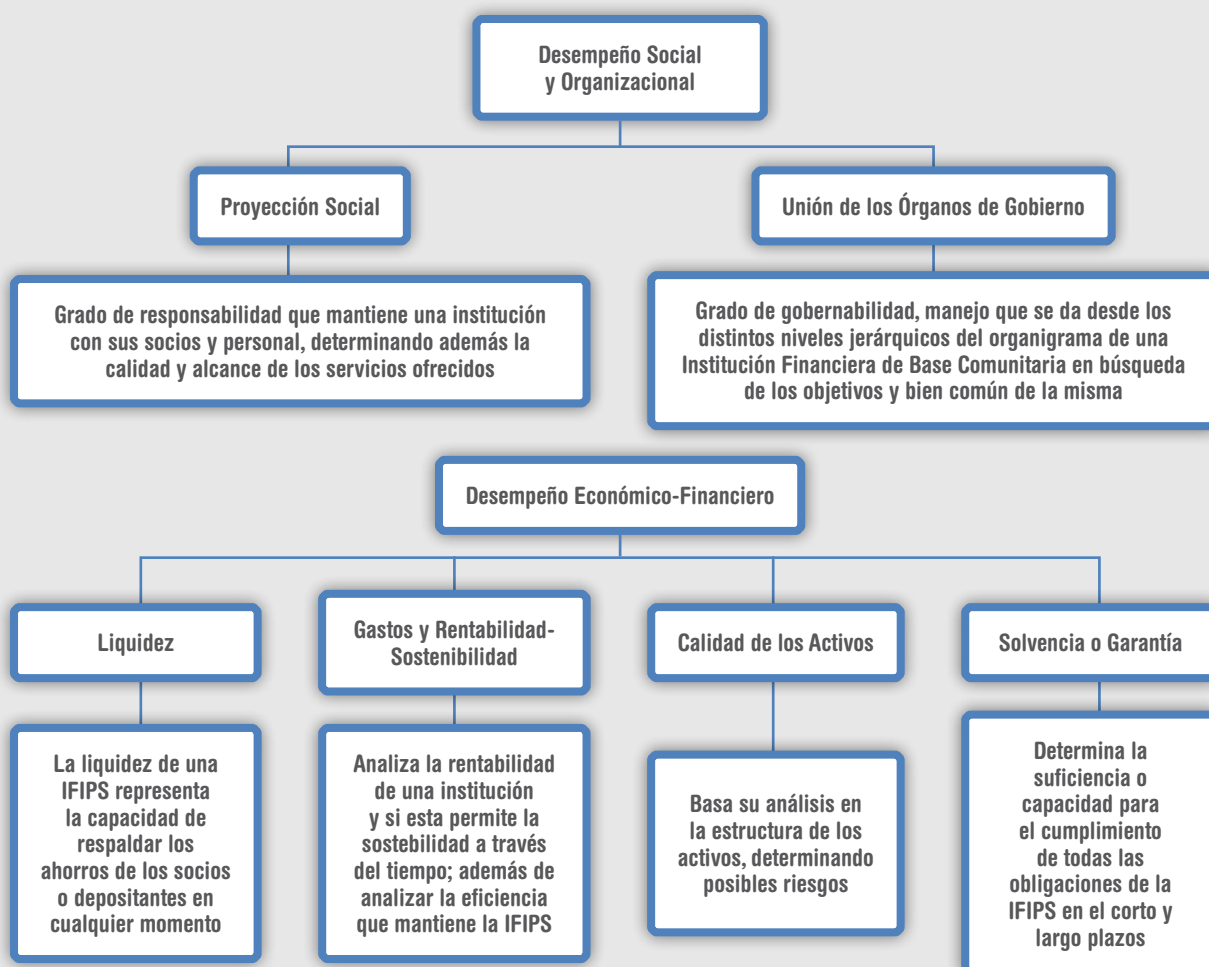 Desempeño Social
y Organizacional
Proyección Social
Unión de los Órganos de Gobierno
Grado de responsabilidad que mantiene una institución
con sus socios y personal, determinando además la
calidad y alcance de los servicios ofrecidos
Grado de gobernabilidad, manejo que se da desde los
distintos niveles jerárquicos del organigrama de una
Institución Financiera de Base Comunitaria en búsqueda
de los objetivos y bien común de la misma
Desempeño Económico-Financiero
Liquidez
Gastos y Rentabilidad-
Sostenibilidad
Calidad de los Activos
Solvencia o Garantía
La liquidez de una
IFIPS representa
la capacidad de
respaldar los
ahorros de los socios
o depositantes en
cualquier momento
Analiza la rentabilidad
de una institución
y si esta permite la
sostebilidad a través
del tiempo; además de
analizar la eficiencia
que mantiene la IFIPS
Basa su análisis en
la estructura de los
activos, determinando
posibles riesgos
Determina la
suficiencia o
capacidad para
el cumplimiento
de todas las
obligaciones de la
IFIPS en el corto y
largo plazos